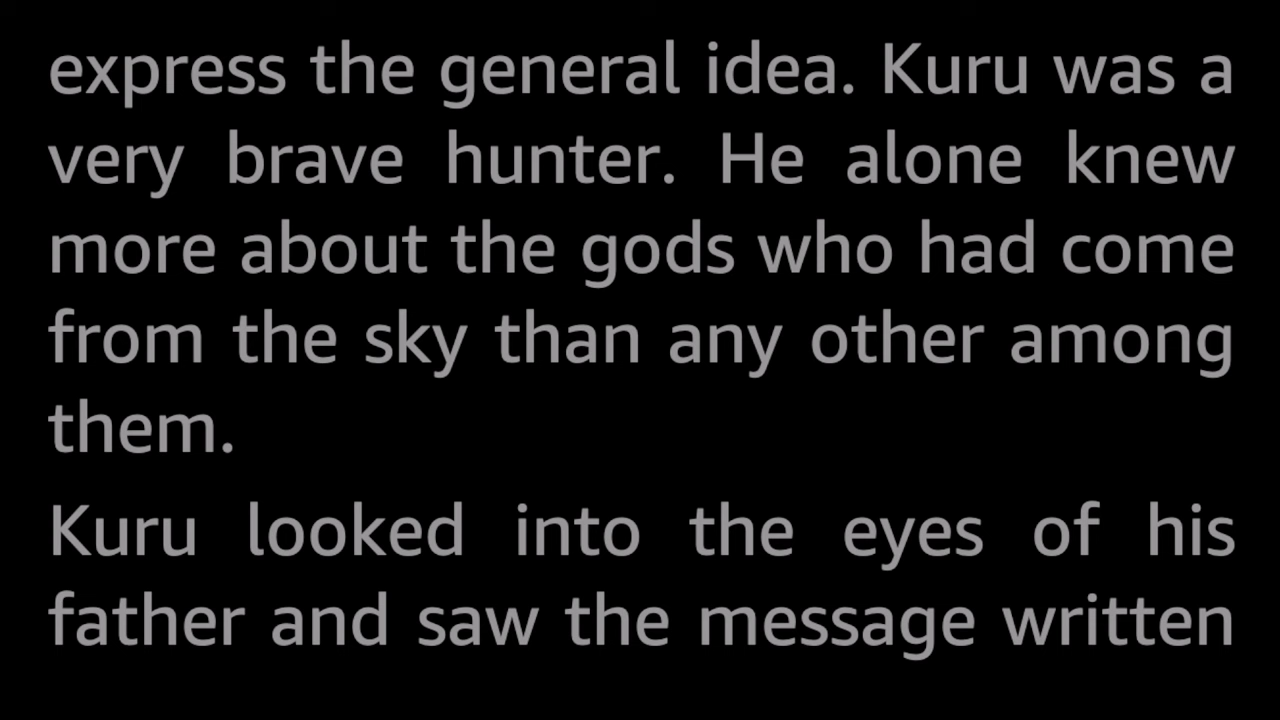 express the general idea. Kuru was a
very brave hunter. He alone knew
more about the gods who had come
from the sky than any other among
them.
Kuru looked into the eyes of his
father and saw the message written